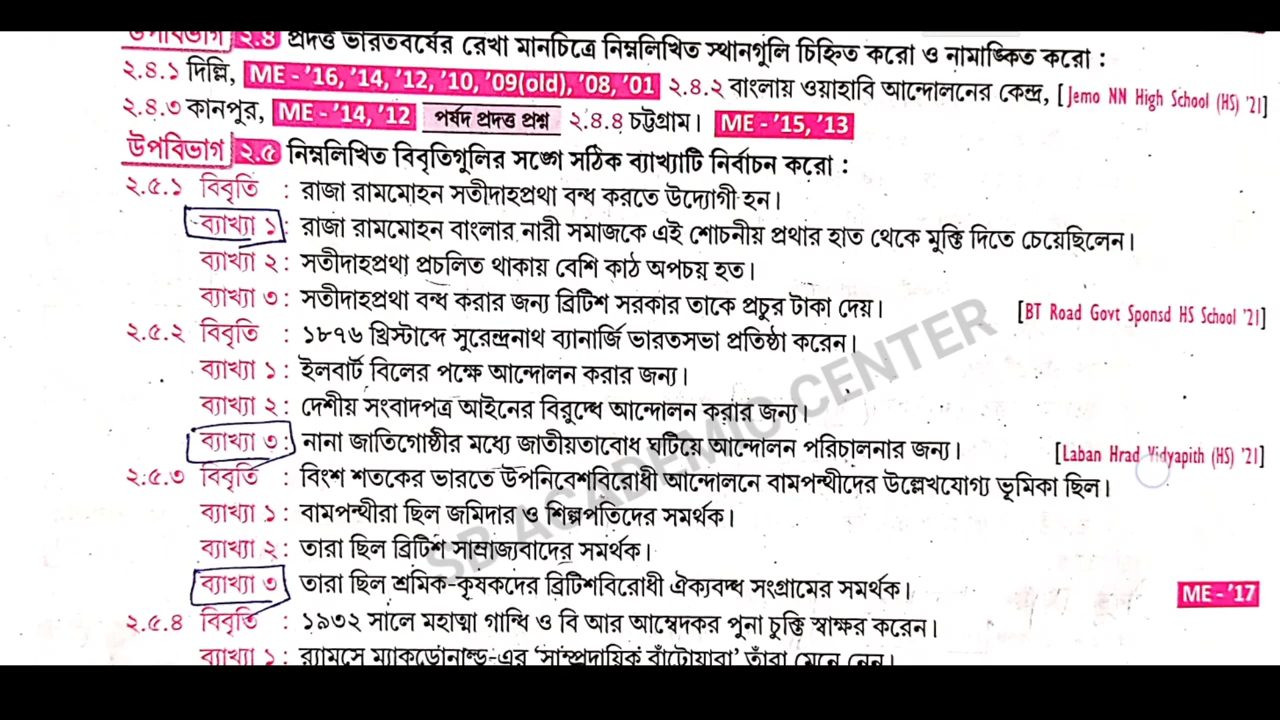 উপবিভাগ ২.৪ প্রদত্ত ভারতবর্ষের রেখা মানচিত্রে নিম্নলিখিত স্থানগুলি চিহ্নিত করো ও নামাঙ্কিত করো :
২.৪.১ দিল্লি, ME - '16, '14, '12, '10, '09(old), '08, '01 ২.৪.২ বাংলায় ওয়াহাবি আন্দোলনের কেন্দ্র, [Jemo NN High School (HS) '21]
২.৪.৩ কানপুর, ME - '14, '12 পর্ষদ প্রদত্ত প্রশ্ন ২.৪.৪ চট্টগ্রাম। ME - '15, '13
উপবিভাগ ২.৫ নিম্নলিখিত বিবৃতিগুলির সঙ্গে সঠিক ব্যাখ্যাটি নির্বাচন করো :
২.৫.১ বিবৃতি : রাজা রামমোহন সতীদাহপ্রথা বন্ধ করতে উদ্যোগী হন।
ব্যাখ্যা ১ : রাজা রামমোহন বাংলার নারী সমাজকে এই শোচনীয় প্রথার হাত থেকে মুক্তি দিতে চেয়েছিলেন।
ব্যাখ্যা ২ : সতীদাহপ্রথা প্রচলিত থাকায় বেশি কাঠ অপচয় হত।
ব্যাখ্যা ৩ : সতীদাহপ্রথা বন্ধ করার জন্য ব্রিটিশ সরকার তাকে প্রচুর টাকা দেয়। [BT Road Govt Sponsd HS School '21]
২.৫.২ বিবৃতি : ১৮৭৬ খ্রিস্টাব্দে সুরেন্দ্রনাথ ব্যানার্জি ভারতসভা প্রতিষ্ঠা করেন।
ব্যাখ্যা ১ : ইলবার্ট বিলের পক্ষে আন্দোলন করার জন্য।
ব্যাখ্যা ২ : দেশীয় সংবাদপত্র আইনের বিরুদ্ধে আন্দোলন করার জন্য।
ব্যাখ্যা ৩ : নানা জাতিগোষ্ঠীর মধ্যে জাতীয়তাবোধ ঘটিয়ে আন্দোলন পরিচালনার জন্য। [Laban Hrad Vidyapith (HS) '21]
২.৫.৩ বিবৃতি : বিংশ শতকের ভারতে উপনিবেশবিরোধী আন্দোলনে বামপন্থীদের উল্লেখযোগ্য ভূমিকা ছিল।
ব্যাখ্যা ১ : বামপন্থীরা ছিল জমিদার ও শিল্পপতিদের সমর্থক।
ব্যাখ্যা ২ : তারা ছিল ব্রিটিশ সাম্রাজ্যবাদের সমর্থক।
ব্যাখ্যা ৩ : তারা ছিল শ্রমিক-কৃষকদের ব্রিটিশবিরোধী ঐক্যবদ্ধ সংগ্রামের সমর্থক। ME - '17
২.৫.৪ বিবৃতি : ১৯৩২ সালে মহাত্মা গান্ধি ও বি আর আম্বেদকর পুনা চুক্তি স্বাক্ষর করেন।
ব্যাখ্যা ১ : র‍্যামসে ম্যাকডোনাল্ড-এর 'সাম্প্রদায়িক বাঁটোয়ারা' তাঁরা মেনে নেন।
SB ACADEMIC CENTER